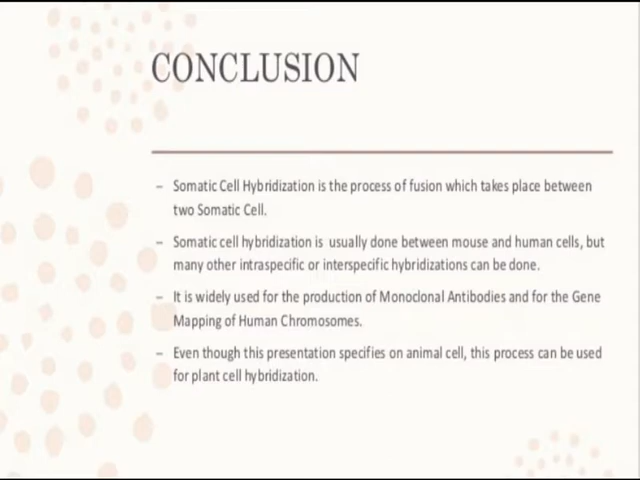 CONCLUSION
– Somatic Cell Hybridization is the process of fusion which takes place between
two Somatic Cell.
– Somatic cell hybridization is usually done between mouse and human cells, but
many other intraspecific or interspecific hybridizations can be done.
– It is widely used for the production of Monoclonal Antibodies and for the Gene
Mapping of Human Chromosomes.
– Even though this presentation specifies on animal cell, this process can be used
for plant cell hybridization.